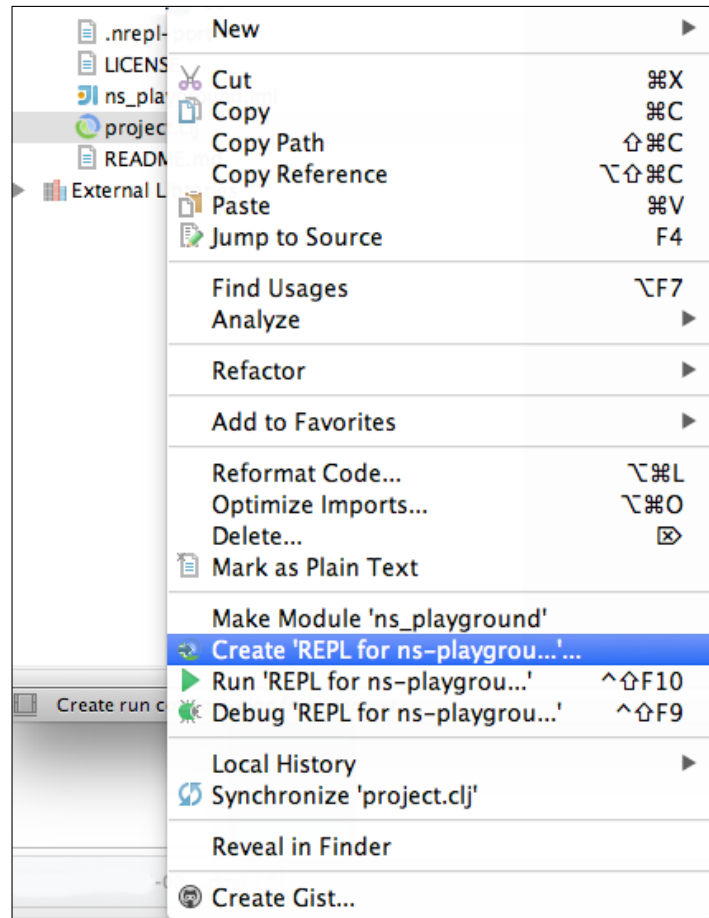 .nrepl-
LICENS
ns_pla
projec
READM
External L
New
Cut ⌘X
Copy ⌘C
Copy Path ⇧⌘C
Copy Reference ⌥⇧⌘C
Paste ⌘V
Jump to Source F4
Find Usages ⌥F7
Analyze
Refactor
Add to Favorites
Reformat Code... ⌥⌘L
Optimize Imports... ⌥⌘O
Delete... ⌦
Mark as Plain Text
Make Module 'ns_playground'
Create 'REPL for ns-playgrou...'...
Run 'REPL for ns-playgrou...' ^⇧F10
Debug 'REPL for ns-playgrou...' ^⇧F9
Create run c
Local History
Synchronize 'project.clj'
Reveal in Finder
Create Gist...